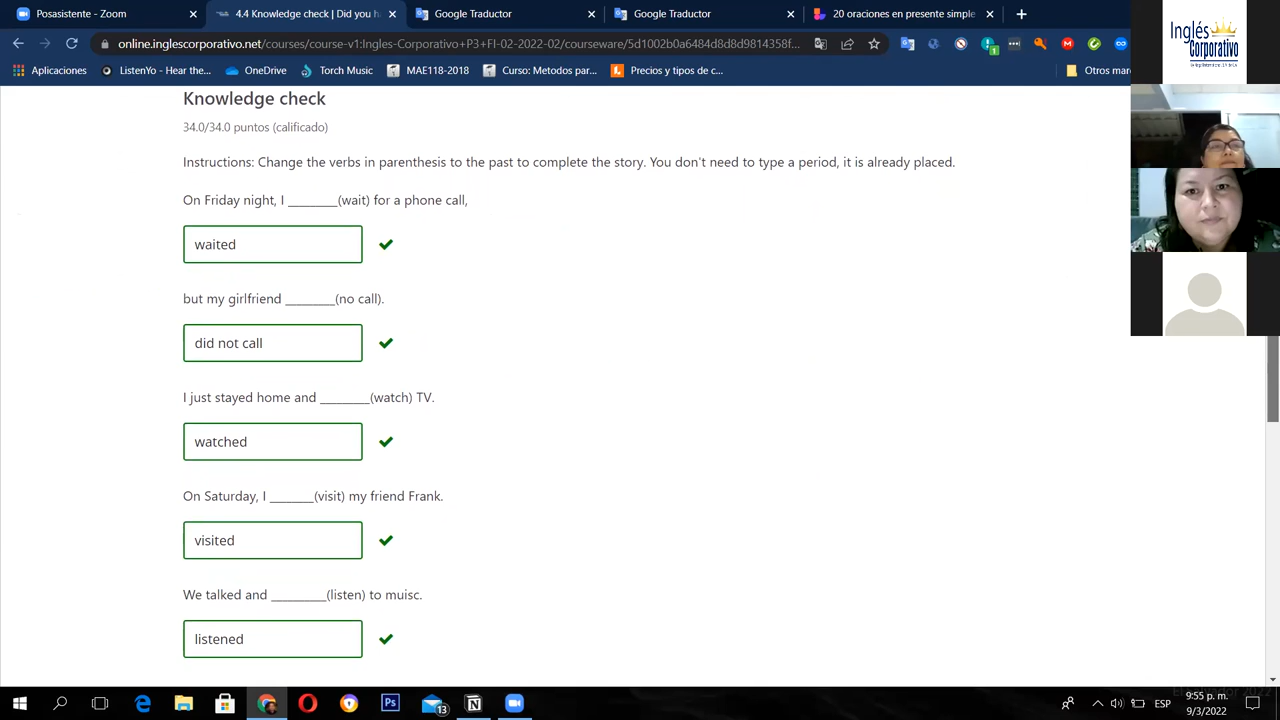 Posasistente - Zoom
4.4 Knowledge check | Did you h
Google Traductor
Google Traductor
20 oraciones en presente simple
online.inglescorporativo.net/courses/course-v1:Ingles-Corporativo+P3+FI-02-2022-02/courseware/5d1002b0a6484d8d8d9814358f...
Aplicaciones
ListenYo - Hear the...
OneDrive
Torch Music
MAE118-2018
Metodos par...
Precios y tipos de c...
Otros mar
Inglés
Corporativo
Knowledge check
34.0/34.0 puntos (calificado)
Instructions: Change the verbs in parenthesis to the past to complete the story. You don't need to type a period, it is already placed.
On Friday night, I ________(wait) for a phone call,
waited
but my girlfriend ________(no call).
did not call
I just stayed home and ________(watch) TV.
watched
On Saturday, I _______(visit) my friend Frank.
visited
We talked and _________(listen) to muisc.
listened
13
ESP
9:55 p. m.
9/3/2022